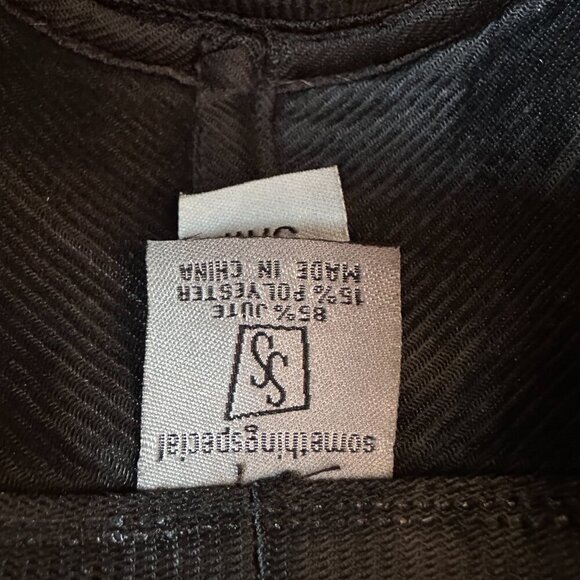 somethingspecial
SS
85% JUTE
15% POLYESTER
MADE IN CHINA